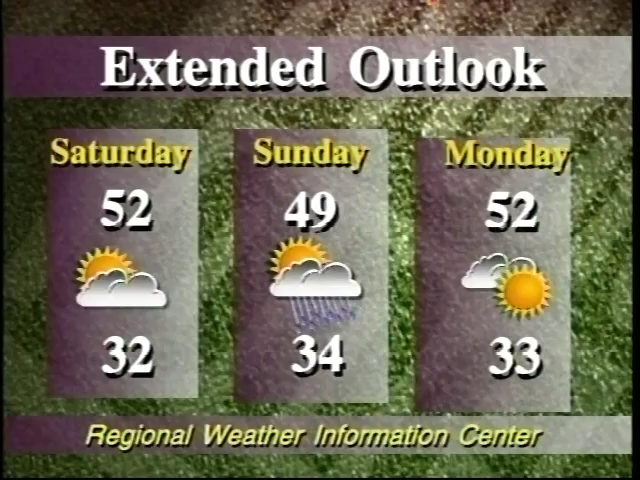 Extended Outlook
Saturday Sunday Monday
52 49 52
32 34 33
Regional Weather Information Center